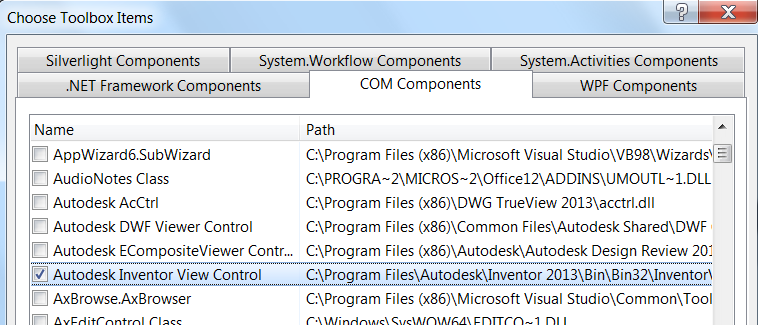 Choose Toolbox Items
Silverlight Components System.Workflow Components System.Activities Components
.NET Framework Components COM Components WPF Components
Name Path
AppWizard6.SubWizard C:\Program Files (x86)\Microsoft Visual Studio\VB98\Wizards\
AudioNotes Class C:\PROGRA~2\MICROS~2\Office12\ADDINS\UMOUTL~1.DLL
Autodesk AcCtrl C:\Program Files (x86)\DWG TrueView 2013\acctrl.dll
Autodesk DWF Viewer Control C:\Program Files (x86)\Common Files\Autodesk Shared\DWF
Autodesk ECompositeViewer Contr... C:\Program Files (x86)\Autodesk\Autodesk Design Review 201
Autodesk Inventor View Control C:\Program Files\Autodesk\Inventor 2013\Bin\Bin32\Inventor\
AxBrowse.AxBrowser C:\Program Files (x86)\Microsoft Visual Studio\Common\Tool
AxEditControl Class C:\Windows\SysWOW64\EDITCO~1.DLL